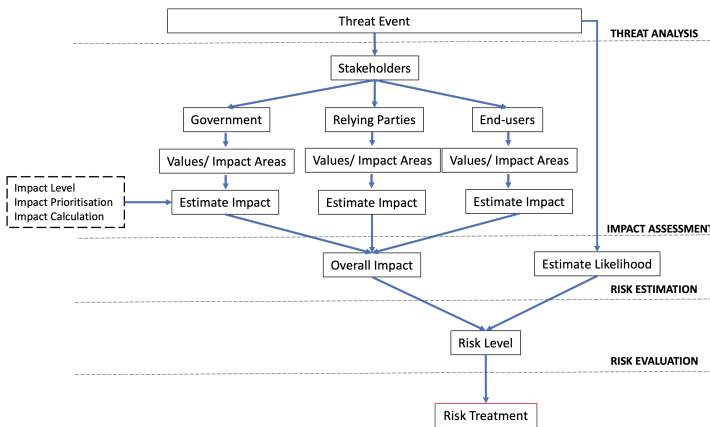 Threat Event
THREAT ANALYSIS
Stakeholders
Government
Relying Parties
End-users
Values/ Impact Areas
Values/ Impact Areas
Values/ Impact Areas
Impact Level
Impact Prioritisation
Impact Calculation
Estimate Impact
Estimate Impact
Estimate Impact
IMPACT ASSESSMENT
Overall Impact
Estimate Likelihood
RISK ESTIMATION
Risk Level
RISK EVALUATION
Risk Treatment